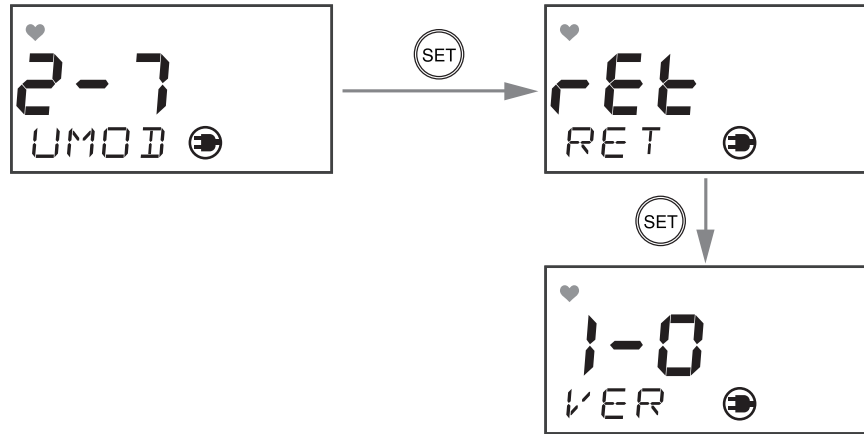 2-7
UMOD
SET
rEt
RET
SET
1-0
VER